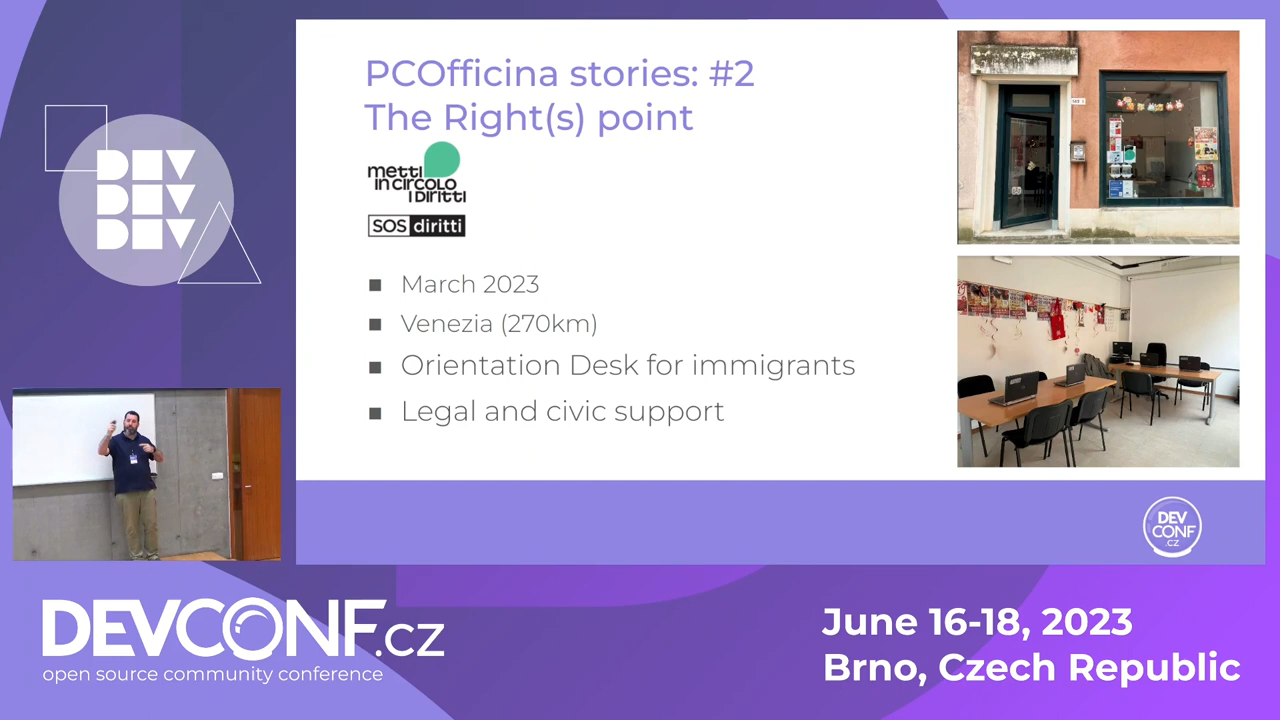 DEV
DEV
DEV
PCOfficina stories: #2
The Right(s) point
metti
in circolo
i Diritti
SOS diritti
■ March 2023
■ Venezia (270km)
■ Orientation Desk for immigrants
■ Legal and civic support
DEV
CONF
.CZ
DEVCONF.cz
open source community conference
June 16-18, 2023
Brno, Czech Republic